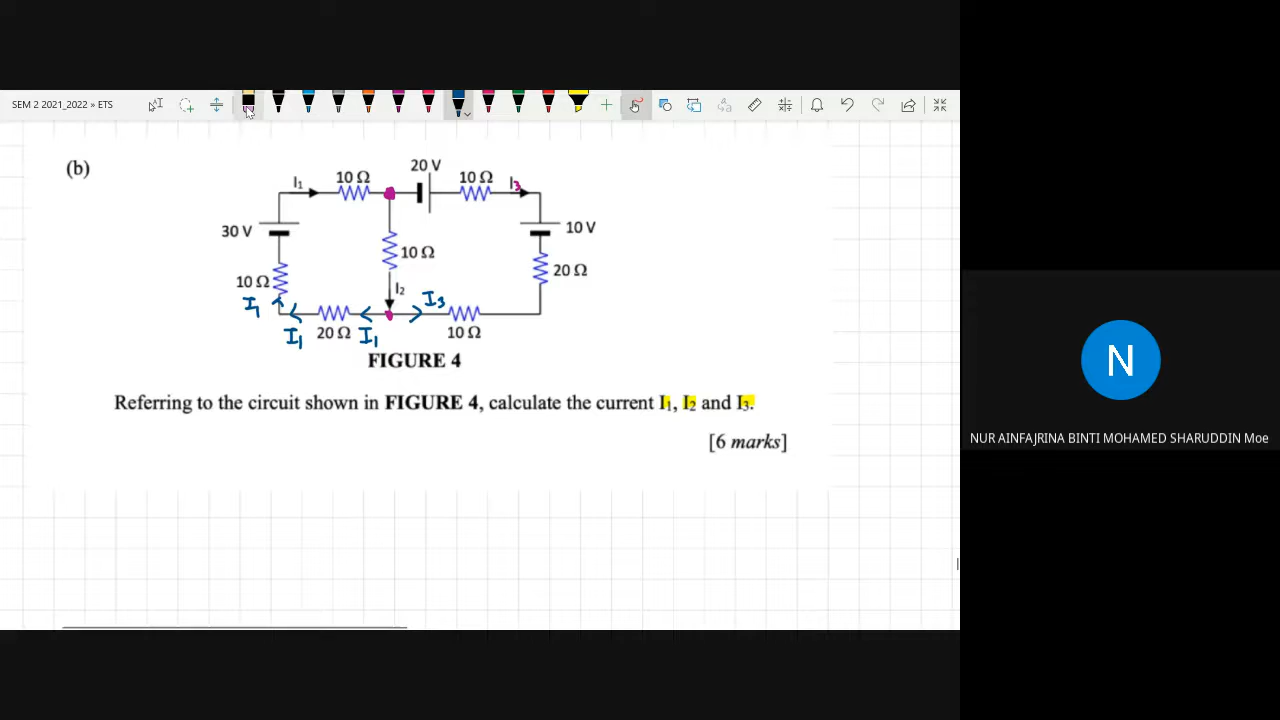 SEM 2 2021_2022 » ETS
(b)
20 V
I₁ 10 Ω 10 Ω I3
30 V 10 V
10 Ω
10 Ω 20 Ω
I₂
I₁ I₃
I₁ 20 Ω I₁ 10 Ω
FIGURE 4
Referring to the circuit shown in FIGURE 4, calculate the current I₁, I₂ and I₃.
[6 marks]
N
NUR AINFAJRINA BINTI MOHAMED SHARUDDIN Moe